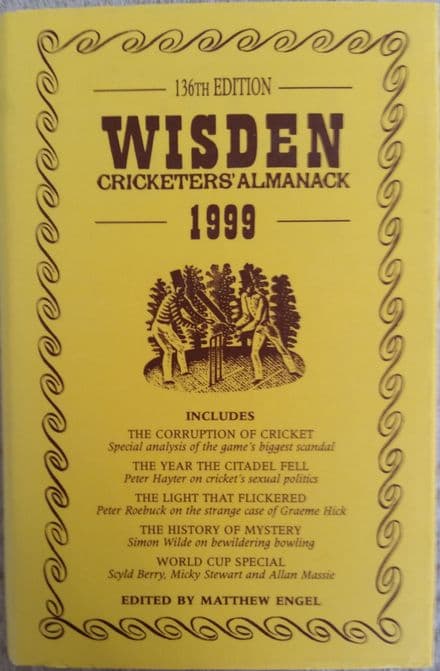 136TH EDITION
WISDEN
CRICKETERS' ALMANACK
1999
INCLUDES
THE CORRUPTION OF CRICKET
Special analysis of the game's biggest scandal
THE YEAR THE CITADEL FELL
Peter Hayter on cricket's sexual politics
THE LIGHT THAT FLICKERED
Peter Roebuck on the strange case of Graeme Hick
THE HISTORY OF MYSTERY
Simon Wilde on bewildering bowling
WORLD CUP SPECIAL
Scyld Berry, Micky Stewart and Allan Massie
EDITED BY MATTHEW ENGEL